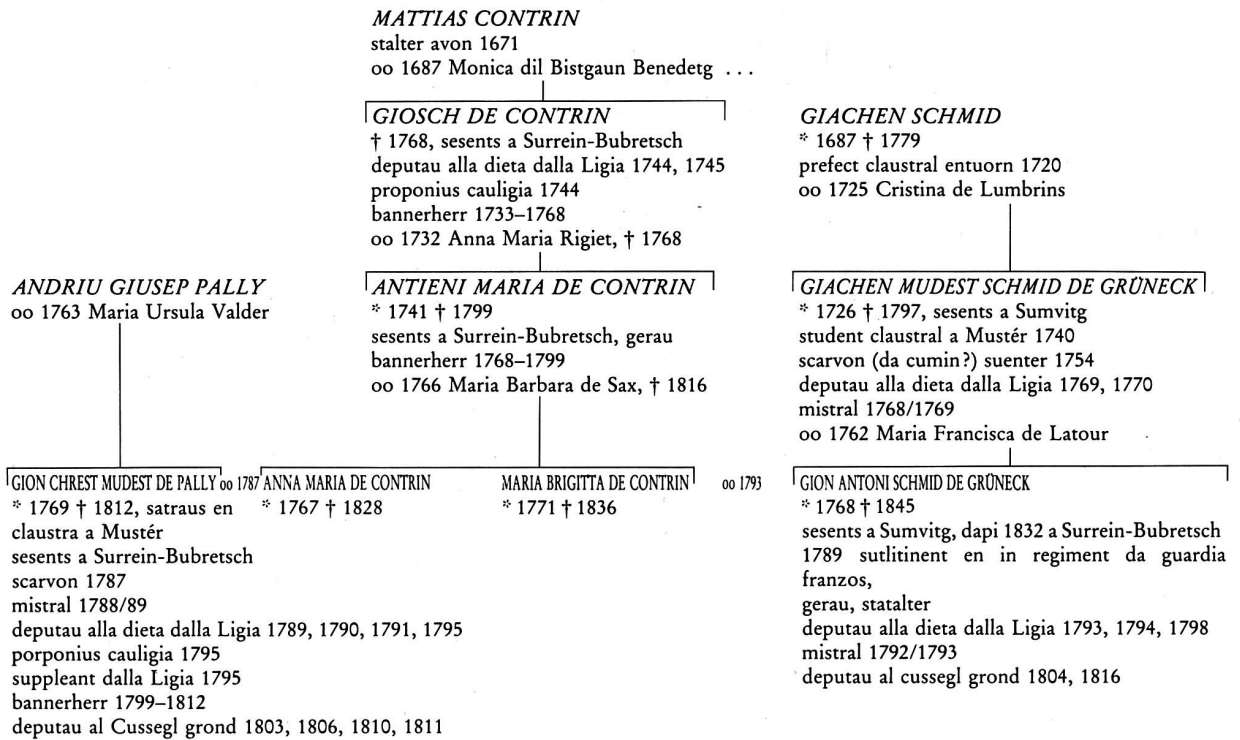 MATTIAS CONTRIN
stalter avon 1671
oo 1687 Monica dil Bistgaun Benedetg ...
GIOSCH DE CONTRIN
† 1768, sesents a Surrein-Bubretsch
deputau alla dieta dalla Ligia 1744, 1745
proponius cauligia 1744
bannerherr 1733–1768
oo 1732 Anna Maria Rigiet, † 1768
GIACHEN SCHMID
* 1687 † 1779
prefect claustral entuorn 1720
oo 1725 Cristina de Lumbrins
ANDRIU GIUSEP PALLY
oo 1763 Maria Ursula Valder
ANTIENI MARIA DE CONTRIN
* 1741 † 1799
sesents a Surrein-Bubretsch, gerau
bannerherr 1768–1799
oo 1766 Maria Barbara de Sax, † 1816
GIACHEN MUDEST SCHMID DE GRÜNECK
* 1726 † 1797, sesents a Sumvitg
student claustral a Mustér 1740
scarvon (da cumin?) suenter 1754
deputau alla dieta dalla Ligia 1769, 1770
mistral 1768/1769
oo 1762 Maria Francisca de Latour
GION CHREST MUDEST DE PALLY oo 1787 ANNA MARIA DE CONTRIN
* 1769 † 1812, satraus en
claustra a Mustér
sesents a Surrein-Bubretsch
scarvon 1787
mistral 1788/89
deputau alla dieta dalla Ligia 1789, 1790, 1791, 1795
porponius cauligia 1795
suppleant dalla Ligia 1795
bannerherr 1799–1812
deputau al Cussegl grond 1803, 1806, 1810, 1811
* 1767 † 1828
MARIA BRIGITTA DE CONTRIN oo 1793
* 1771 † 1836
GION ANTONI SCHMID DE GRÜNECK
* 1768 † 1845
sesents a Sumvitg, dapi 1832 a Surrein-Bubretsch
1789 sutlitinent en in regiment da guardia
franzos,
gerau, statalter
deputau alla dieta dalla Ligia 1793, 1794, 1798
mistral 1792/1793
deputau al cussegl grond 1804, 1816